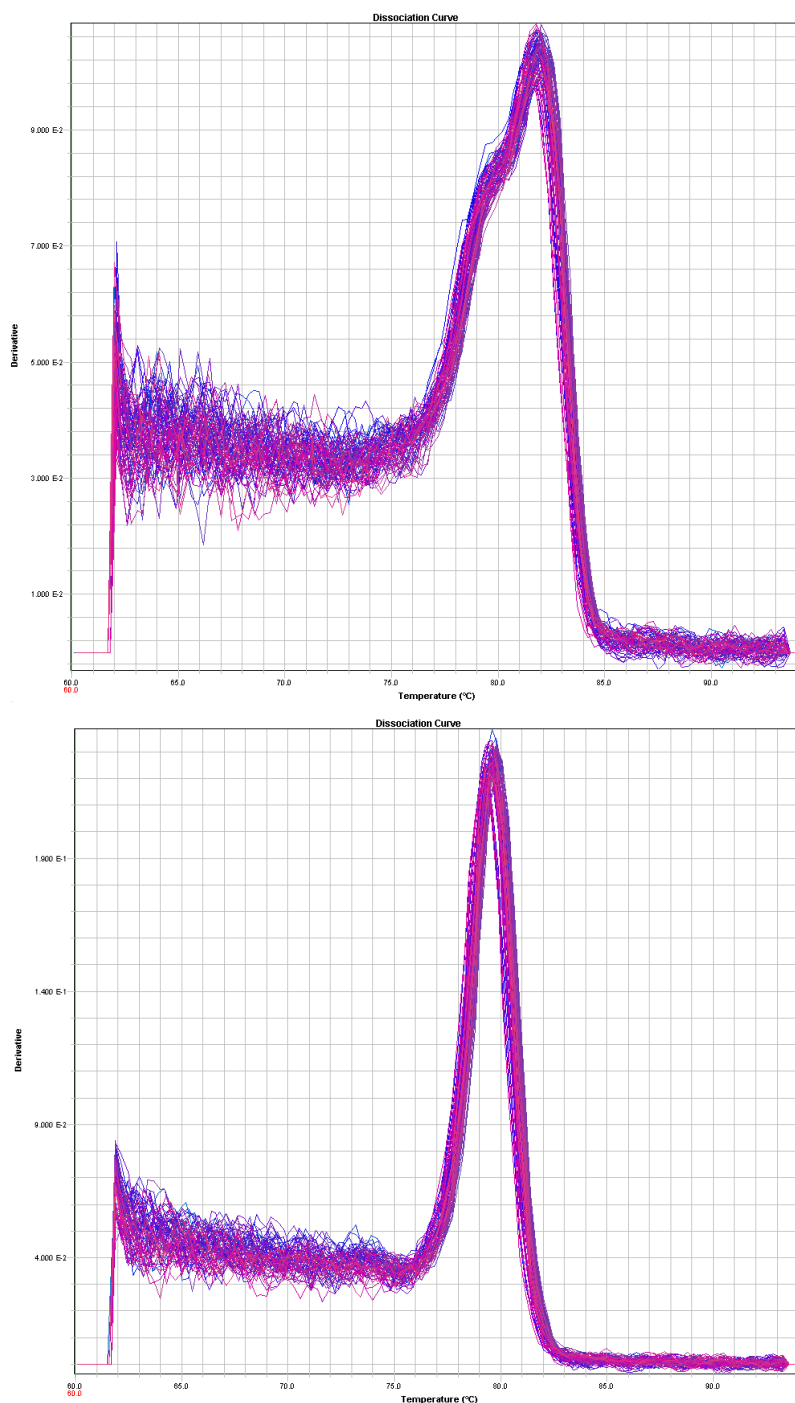 Dissociation Curve
9.000 E-2
7.000 E-2
Derivative
5.000 E-2
3.000 E-2
1.000 E-2
60.0 65.0 70.0 75.0 80.0 85.0 90.0
60.0
Temperature (°C)
Dissociation Curve
1.900 E-1
1.400 E-1
Derivative
9.000 E-2
4.000 E-2
60.0 65.0 70.0 75.0 80.0 85.0 90.0
60.0
Temperature (°C)